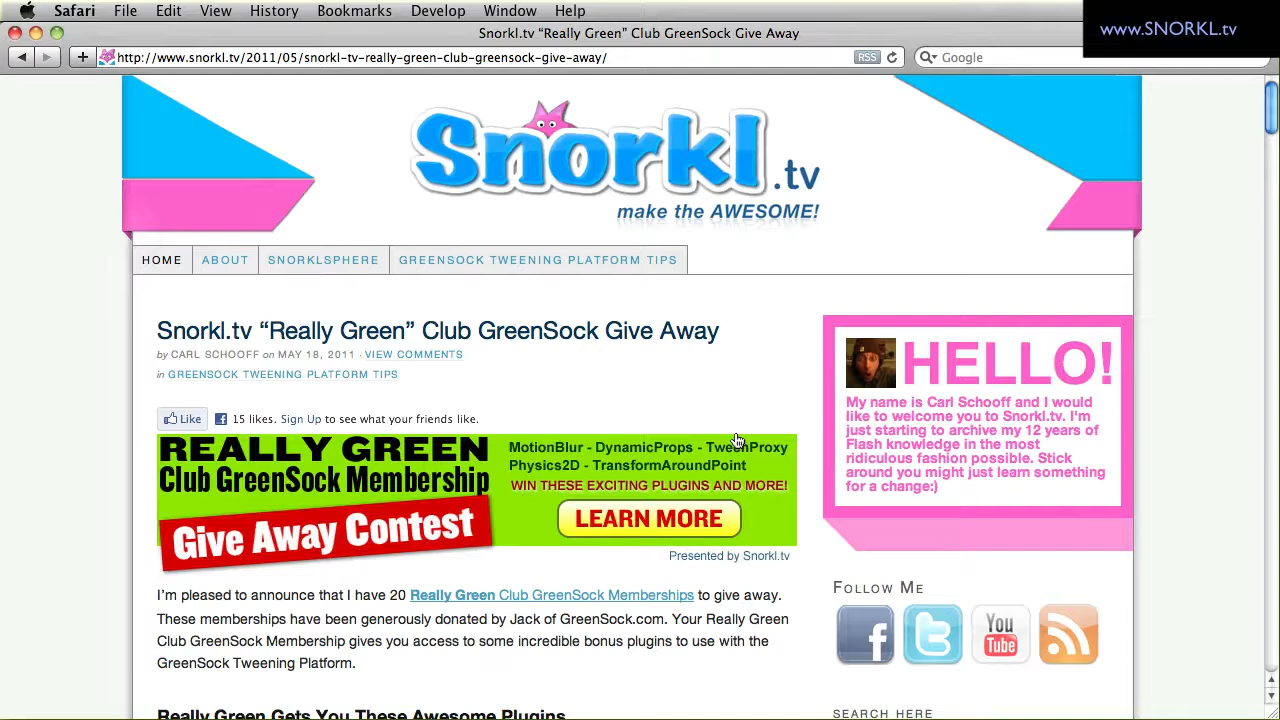 Safari File Edit View History Bookmarks Develop Window Help
www.SNORKL.tv
Snorkl.tv “Really Green” Club GreenSock Give Away
http://www.snorkl.tv/2011/05/snorkl-tv-really-green-club-greensock-give-away/ RSS Google
Snorkl.tv
make the AWESOME!
HOME ABOUT SNORKLSPHERE GREENSOCK TWEENING PLATFORM TIPS
Snorkl.tv “Really Green” Club GreenSock Give Away
by CARL SCHOOFF on MAY 18, 2011 · VIEW COMMENTS
in GREENSOCK TWEENING PLATFORM TIPS
Like 15 likes. Sign Up to see what your friends like.
REALLY GREEN
Club GreenSock Membership
Give Away Contest
MotionBlur - DynamicProps - TweenProxy
Physics2D - TransformAroundPoint
WIN THESE EXCITING PLUGINS AND MORE!
LEARN MORE
Presented by Snorkl.tv
I’m pleased to announce that I have 20 Really Green Club GreenSock Memberships to give away.
These memberships have been generously donated by Jack of GreenSock.com. Your Really Green
Club GreenSock Membership gives you access to some incredible bonus plugins to use with the
GreenSock Tweening Platform.
Really Green Gets You These Awesome Plugins
HELLO!
My name is Carl Schooff and I would
like to welcome you to Snorkl.tv. I'm
just starting to archive my 12 years of
Flash knowledge in the most
ridiculous fashion possible. Stick
around you might just learn something
for a change:)
FOLLOW ME
f t You Tube
SEARCH HERE